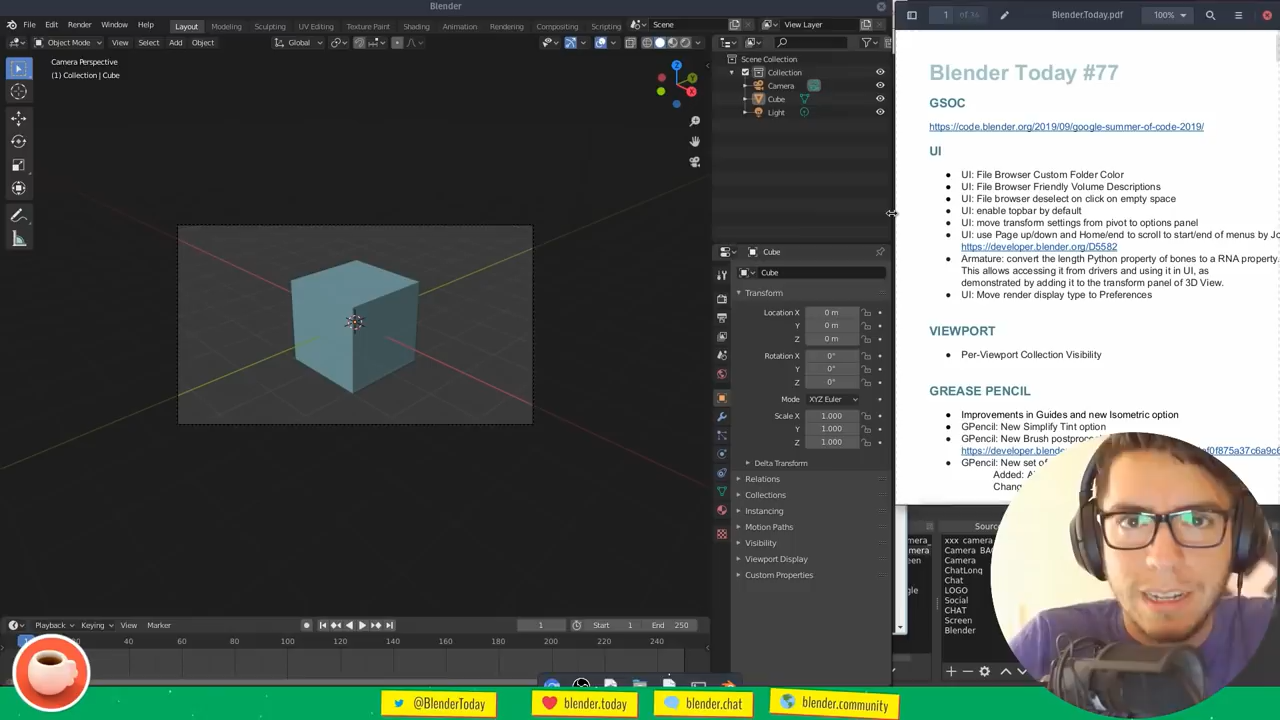 Blender
File Edit Render Window Help
Layout Modeling Sculpting UV Editing Texture Paint Shading Animation Rendering Compositing Scripting
Scene
View Layer
Object Mode View Select Add Object
Global
Camera Perspective
(1) Collection | Cube
Z
Y
X
Scene Collection
Collection
Camera
Cube
Light
Cube
Cube
Transform
Location X 0 m
Y 0 m
Z 0 m
Rotation X 0°
Y 0°
Z 0°
Mode XYZ Euler
Scale X 1.000
Y 1.000
Z 1.000
Delta Transform
Relations
Collections
Instancing
Motion Paths
Visibility
Viewport Display
Custom Properties
Playback Keying View Marker
1
Start 1 End 250
1 20 40 60 80 100 120 140 160 180 200 220 240
1 of 16
Blender.Today.pdf
100%
Blender Today #77
GSOC
https://code.blender.org/2019/09/google-summer-of-code-2019/
UI
● UI: File Browser Custom Folder Color
● UI: File Browser Friendly Volume Descriptions
● UI: File browser deselect on click on empty space
● UI: enable topbar by default
● UI: move transform settings from pivot to options panel
● UI: use Page up/down and Home/end to scroll to start/end of menus by
https://developer.blender.org/D5582
● Armature: convert the length Python property of bones to a RNA property.
This allows accessing it from drivers and using it in UI, as
demonstrated by adding it to the transform panel of 3D View.
● UI: Move render display type to Preferences
VIEWPORT
● Per-Viewport Collection Visibility
GREASE PENCIL
● Improvements in Guides and new Isometric option
● GPencil: New Simplify Tint option
● GPencil: New Brush
● GPencil: New set of
Added:
xxx camera
Camera
Camera
ChatLong
Chat
LOGO
Social
CHAT
Screen
Blender
@BlenderToday
blender.today
blender.chat
blender.community